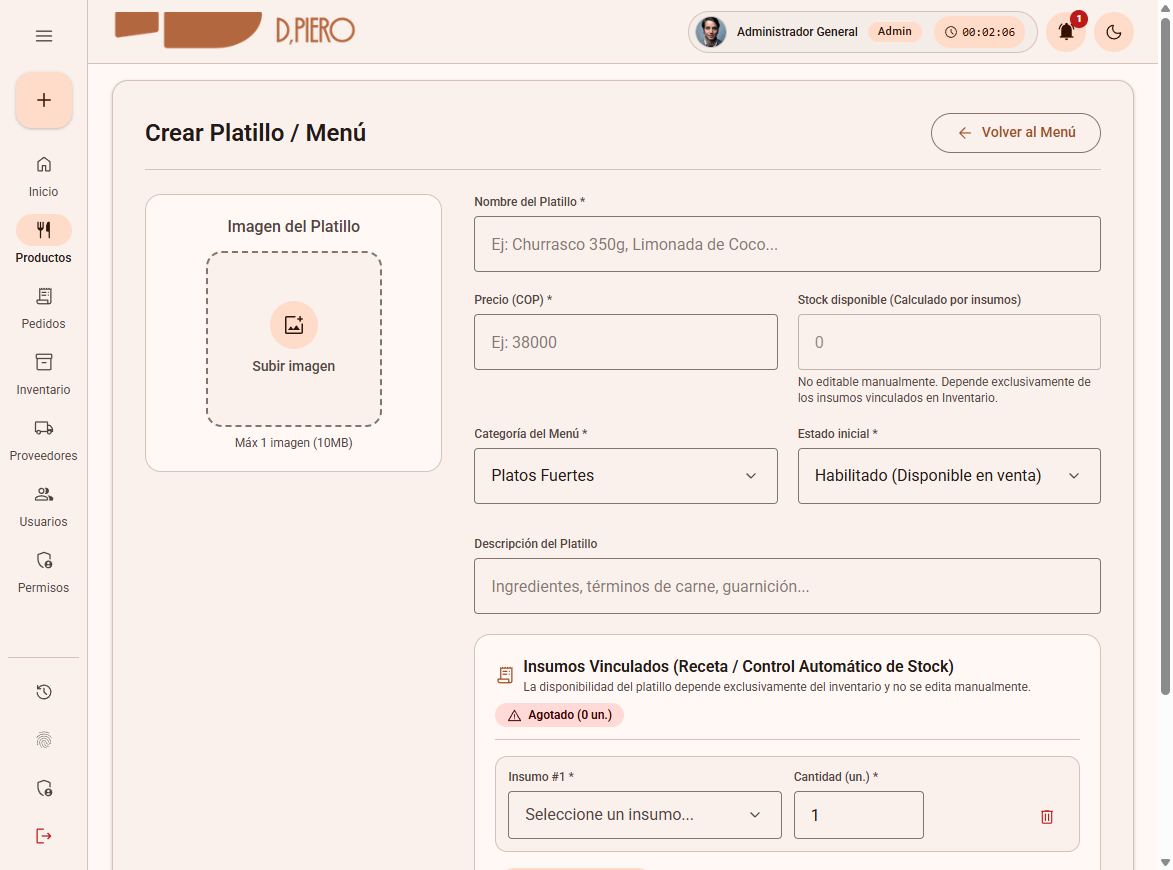 D,PIERO
Administrador General
Admin
00:02:06
1
Inicio
Productos
Pedidos
Inventario
Proveedores
Usuarios
Permisos
Crear Platillo / Menú
Volver al Menú
Imagen del Platillo
Subir imagen
Máx 1 imagen (10MB)
Nombre del Platillo *
Ej: Churrasco 350g, Limonada de Coco...
Precio (COP) *
Ej: 38000
Stock disponible (Calculado por insumos)
0
No editable manualmente. Depende exclusivamente de
los insumos vinculados en Inventario.
Categoría del Menú *
Platos Fuertes
Estado inicial *
Habilitado (Disponible en venta)
Descripción del Platillo
Ingredientes, términos de carne, guarnición...
Insumos Vinculados (Receta / Control Automático de Stock)
La disponibilidad del platillo depende exclusivamente del inventario y no se edita manualmente.
Agotado (0 un.)
Insumo #1 *
Seleccione un insumo...
Cantidad (un.) *
1